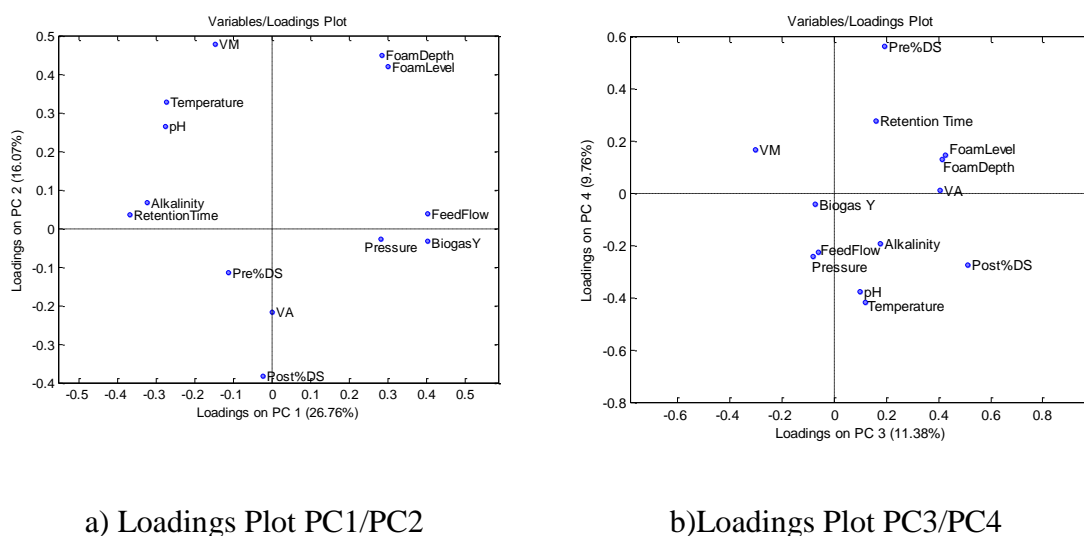 Variables/Loadings Plot
0.5
0.4
0.3
0.2
0.1
0
-0.1
-0.2
-0.3
-0.4
Loadings on PC 2 (16.07%)
VM
FoamDepth
FoamLevel
Temperature
pH
Alkalinity
RetentionTime
FeedFlow
Pressure
BiogasY
Pre%DS
VA
Post%DS
-0.5 -0.4 -0.3 -0.2 -0.1 0 0.1 0.2 0.3 0.4 0.5
Loadings on PC 1 (26.76%)
Variables/Loadings Plot
0.6
0.4
0.2
0
-0.2
-0.4
-0.6
-0.8
Loadings on PC 4 (9.76%)
Pre%DS
Retention Time
VM
FoamLevel
FoamDepth
VA
Biogas Y
Alkalinity
FeedFlow
Pressure
Post%DS
pH
Temperature
-0.6 -0.4 -0.2 0 0.2 0.4 0.6 0.8
Loadings on PC 3 (11.38%)
a) Loadings Plot PC1/PC2
b)Loadings Plot PC3/PC4